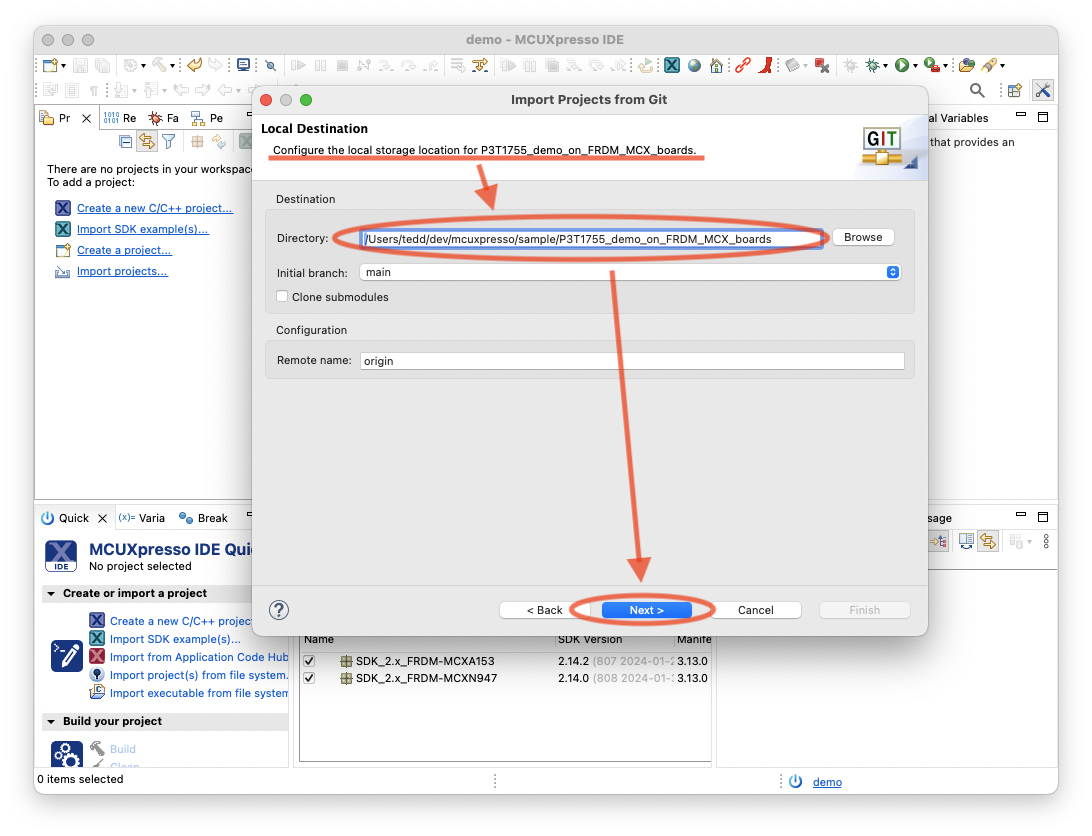 demo - MCUXpresso IDE
Pr
Re
Fa
Pe
al Variables
There are no projects in your workspac
To add a project:
Create a new C/C++ project...
Import SDK example(s)...
Create a project...
Import projects...
that provides an
Import Projects from Git
Local Destination
Configure the local storage location for P3T1755_demo_on_FRDM_MCX_boards.
GIT
Destination
Directory:
/Users/tedd/dev/mcuxpresso/sample/P3T1755_demo_on_FRDM_MCX_boards
Browse
Initial branch:
main
Clone submodules
Configuration
Remote name:
origin
?
< Back
Next >
Cancel
Finish
Quick
(x)= Varia
Break
sage
X
IDE
MCUXpresso IDE Quic
No project selected
Create or import a project
Create a new C/C++ project
Import SDK example(s)...
Import from Application Code Hub
Import project(s) from file system.
Import executable from file system
Build your project
Build
Clean
Name
SDK Version
Manife
SDK_2.x_FRDM-MCXA153
2.14.2 (807 2024-01-2
3.13.0
SDK_2.x_FRDM-MCXN947
2.14.0 (808 2024-01-
3.13.0
0 items selected
demo